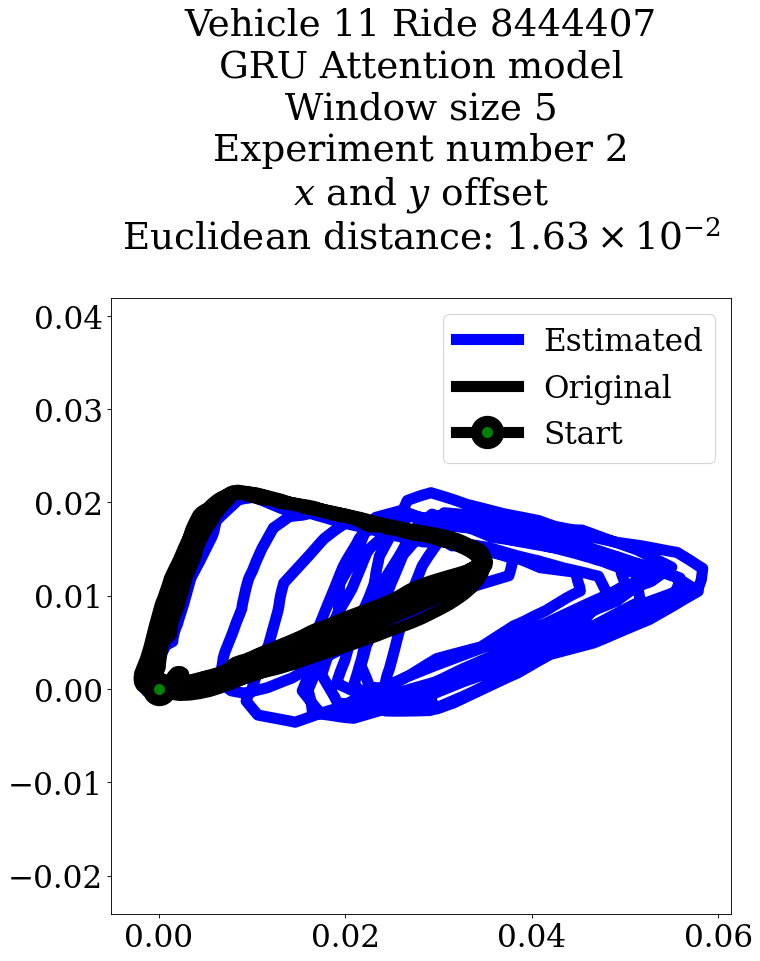 Vehicle 11 Ride 8444407
GRU Attention model
Window size 5
Experiment number 2
x and y offset
Euclidean distance: 1.63 × 10⁻²
0.04
0.03
0.02
0.01
0.00
−0.01
−0.02
Estimated
Original
Start
0.00 0.02 0.04 0.06